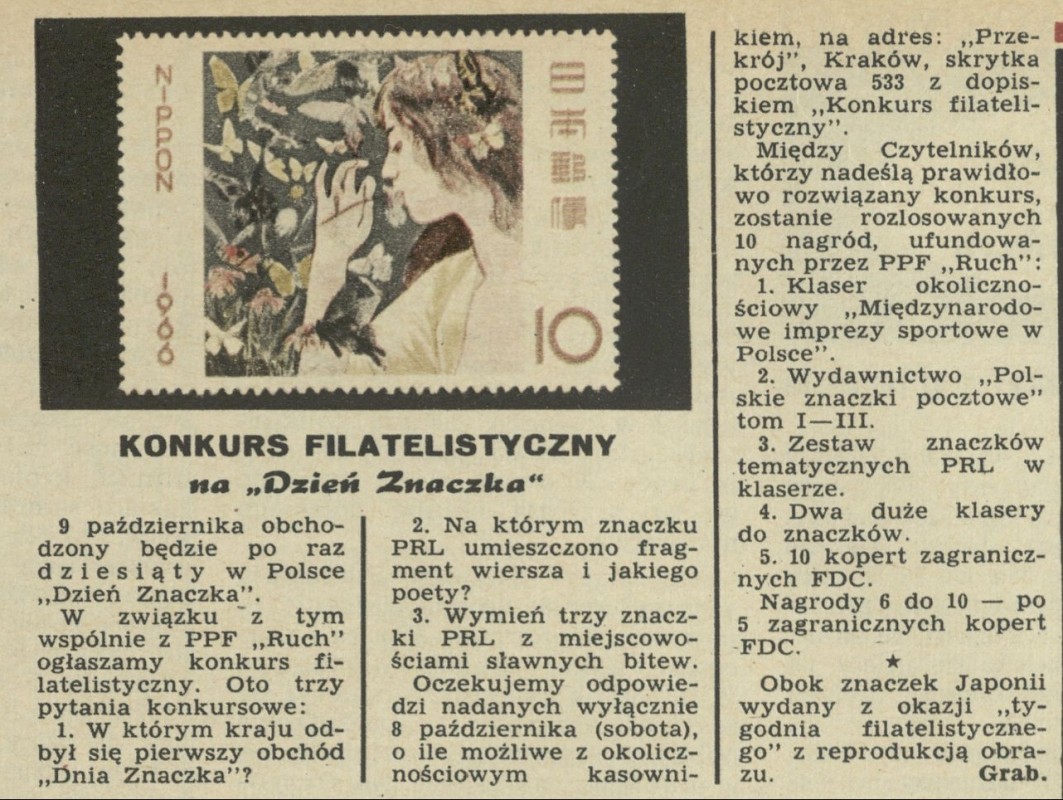 NIPPON
1966
日本郵便
10
KONKURS FILATELISTYCZNY
na „Dzień Znaczka“
9 października obcho-
dzony będzie po raz
dziesiąty w Polsce
„Dzień Znaczka”.
W związku z tym
wspólnie z PPF „Ruch”
ogłaszamy konkurs fi-
latelistyczny. Oto trzy
pytania konkursowe:
1. W którym kraju od-
był się pierwszy obchód
„Dnia Znaczka”?
2. Na którym znaczku
PRL umieszczono frag-
ment wiersza i jakiego
poety?
3. Wymień trzy znacz-
ki PRL z miejscowo-
ściami sławnych bitew.
Oczekujemy odpowie-
dzi nadanych wyłącznie
8 października (sobota),
o ile możliwe z okolicz-
nościowym kasowni-
kiem, na adres: „Prze-
krój”, Kraków, skrytka
pocztowa 533 z dopis-
kiem „Konkurs filateli-
styczny”.
Między Czytelników,
którzy nadeślą prawidło-
wo rozwiązany konkurs,
zostanie rozlosowanych
10 nagród, ufundowa-
nych przez PPF „Ruch”:
1. Klaser okoliczno-
ściowy „Międzynarodo-
we imprezy sportowe w
Polsce”.
2. Wydawnictwo „Pol-
skie znaczki pocztowe”
tom I—III.
3. Zestaw znaczków
tematycznych PRL w
klaserze.
4. Dwa duże klasery
do znaczków.
5. 10 kopert zagranicz-
nych FDC.
Nagrody 6 do 10 — po
5 zagranicznych kopert
FDC.
★
Obok znaczek Japonii
wydany z okazji „ty-
godnia filatelistyczne-
go” z reprodukcją obra-
zu. Grab.